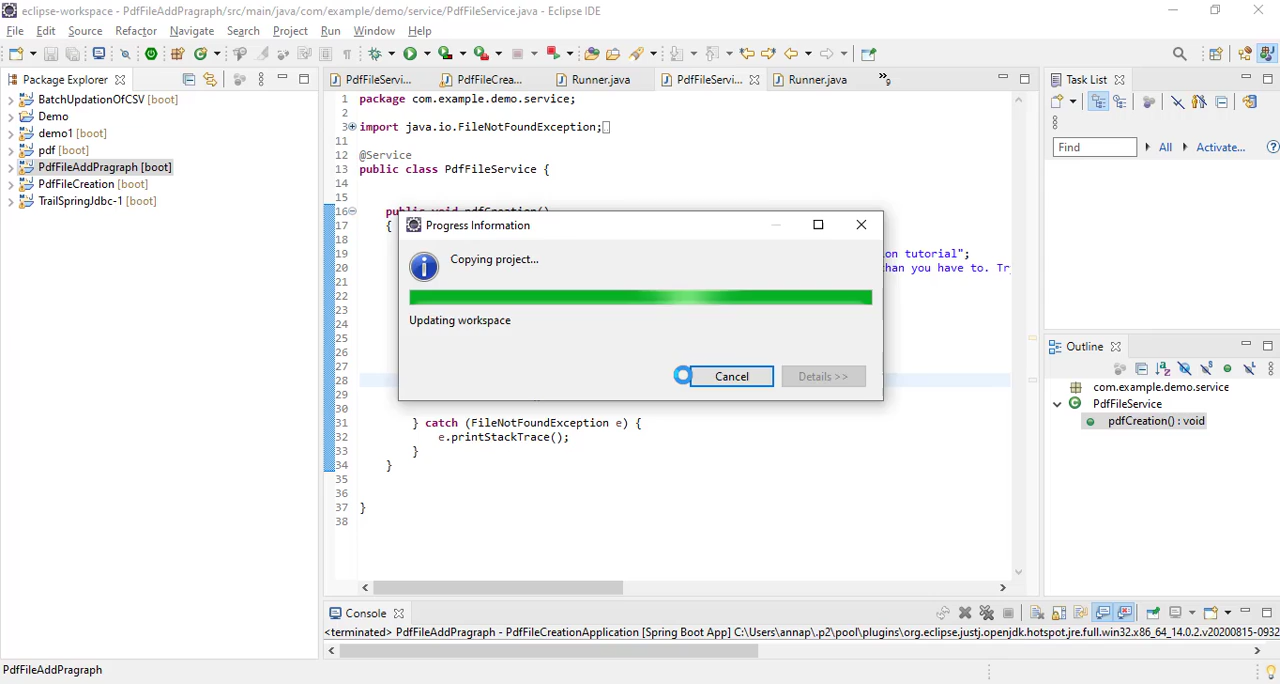 eclipse-workspace - PdfFileAddPragraph/src/main/java/com/example/demo/service/PdfFileService.java - Eclipse IDE
File Edit Source Refactor Navigate Search Project Run Window Help
Package Explorer
PdfFileServi...
PdfFileCrea...
Runner.java
PdfFileServi...
Runner.java
»9
Task List
BatchUpdationOfCSV [boot]
Demo
demo1 [boot]
pdf [boot]
PdfFileAddPragraph [boot]
PdfFileCreation [boot]
TrailSpringJdbc-1 [boot]
1 package com.example.demo.service;
2
3 import java.io.FileNotFoundException;
11
12 @Service
13 public class PdfFileService {
14
15
16 public void pdfCreation()
17 {
18
19 on tutorial";
20 than you have to. Tr
21
22
23
24
25
26
27
28
29
30
31 } catch (FileNotFoundException e) {
32 e.printStackTrace();
33 }
34 }
35
36
37 }
38
Progress Information
Copying project...
Updating workspace
Cancel
Details >>
Find
All
Activate...
Outline
com.example.demo.service
PdfFileService
pdfCreation() : void
Console
<terminated> PdfFileAddPragraph - PdfFileCreationApplication [Spring Boot App] C:\Users\annap\.p2\pool\plugins\org.eclipse.justj.openjdk.hotspot.jre.full.win32.x86_64_14.0.2.v20200815-0932
PdfFileAddPragraph